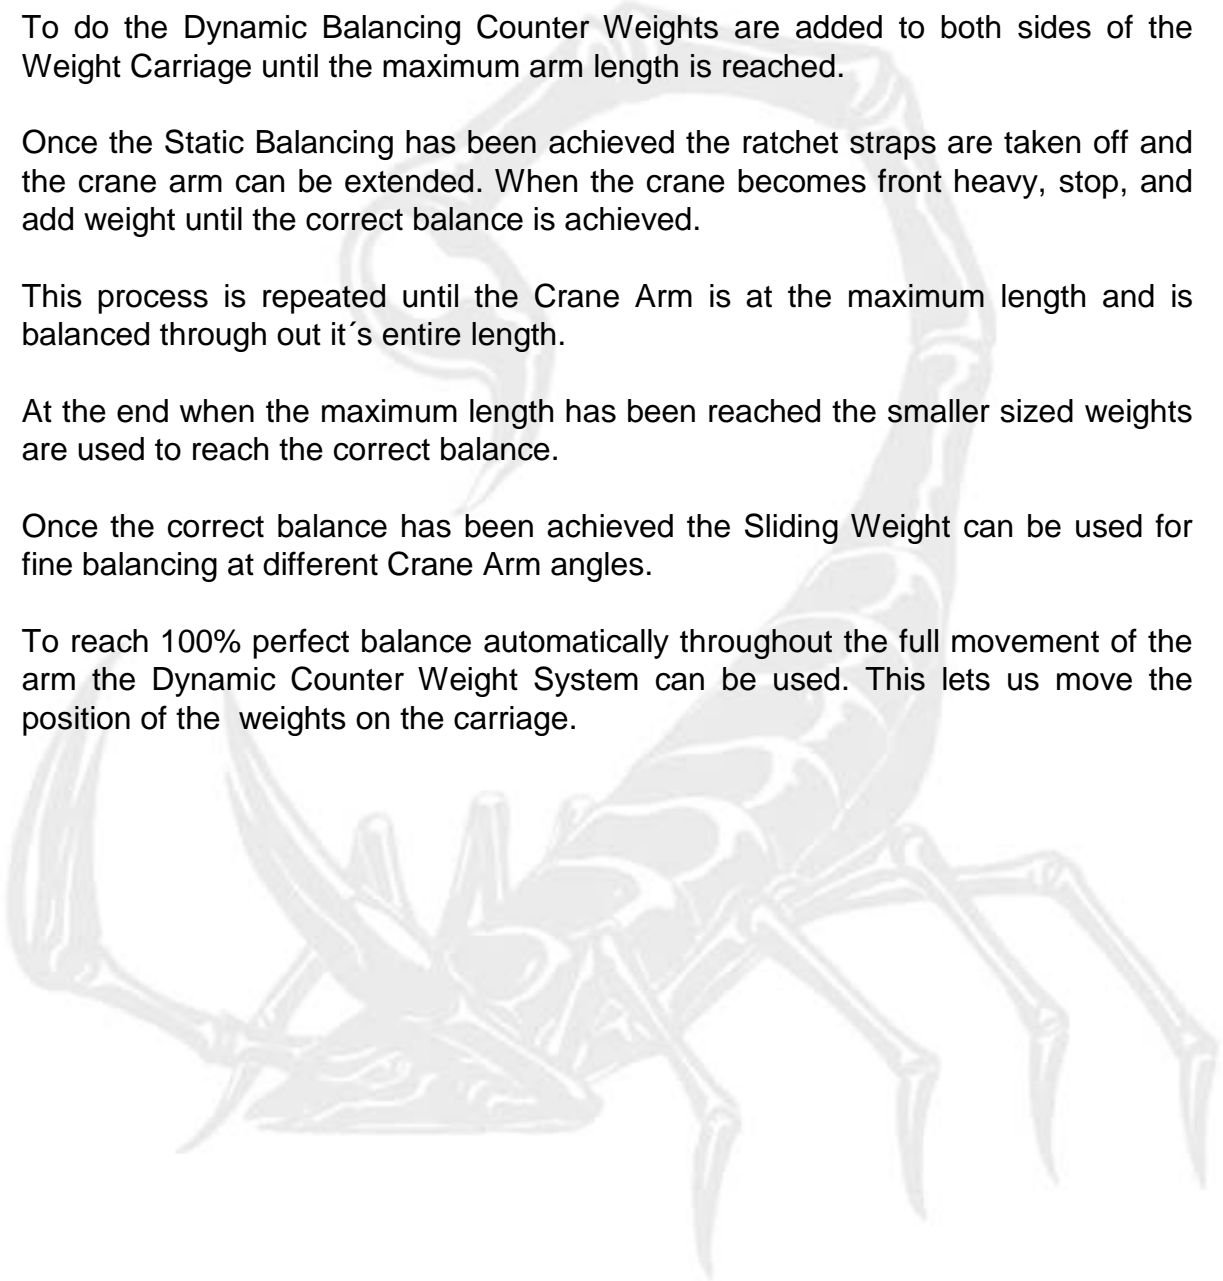 To do the Dynamic Balancing Counter Weights are added to both sides of the
Weight Carriage until the maximum arm length is reached.
Once the Static Balancing has been achieved the ratchet straps are taken off and
the crane arm can be extended. When the crane becomes front heavy, stop, and
add weight until the correct balance is achieved.
This process is repeated until the Crane Arm is at the maximum length and is
balanced through out it´s entire length.
At the end when the maximum length has been reached the smaller sized weights
are used to reach the correct balance.
Once the correct balance has been achieved the Sliding Weight can be used for
fine balancing at different Crane Arm angles.
To reach 100% perfect balance automatically throughout the full movement of the
arm the Dynamic Counter Weight System can be used. This lets us move the
position of the  weights on the carriage.